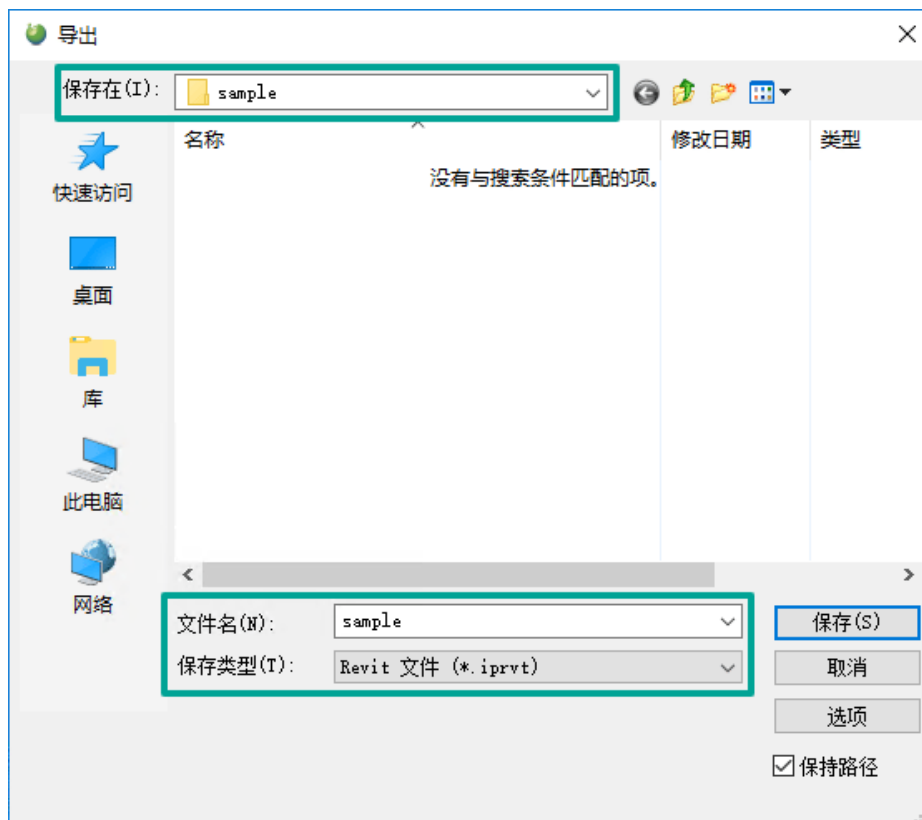 导出
保存在(I): sample
名称 修改日期 类型
没有与搜索条件匹配的项。
快速访问
桌面
库
此电脑
网络
文件名(N): sample 保存(S)
保存类型(T): Revit 文件 (*.iprvt) 取消
选项
保持路径